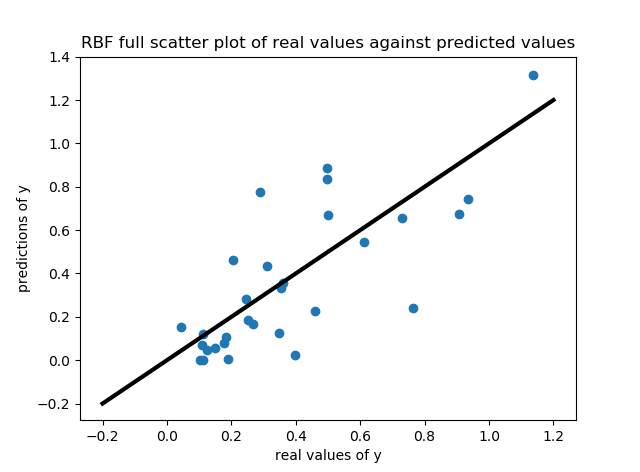 RBF full scatter plot of real values against predicted values
1.4
1.2
1.0
0.8
0.6
0.4
0.2
0.0
−0.2
predictions of y
−0.2 0.0 0.2 0.4 0.6 0.8 1.0 1.2
real values of y